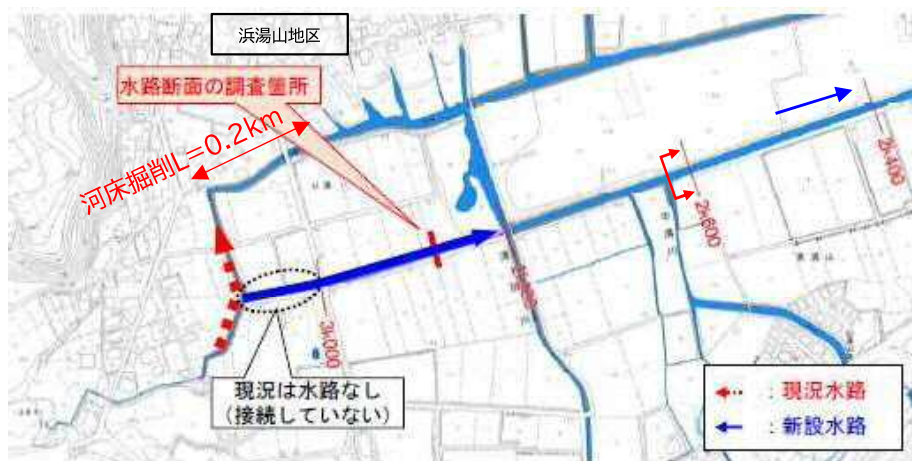 浜湯山地区
水路断面の調査箇所
河床掘削L=0.2km
2k400
2k600
3k000
現況は水路なし
(接続していない)
:現況水路
:新設水路